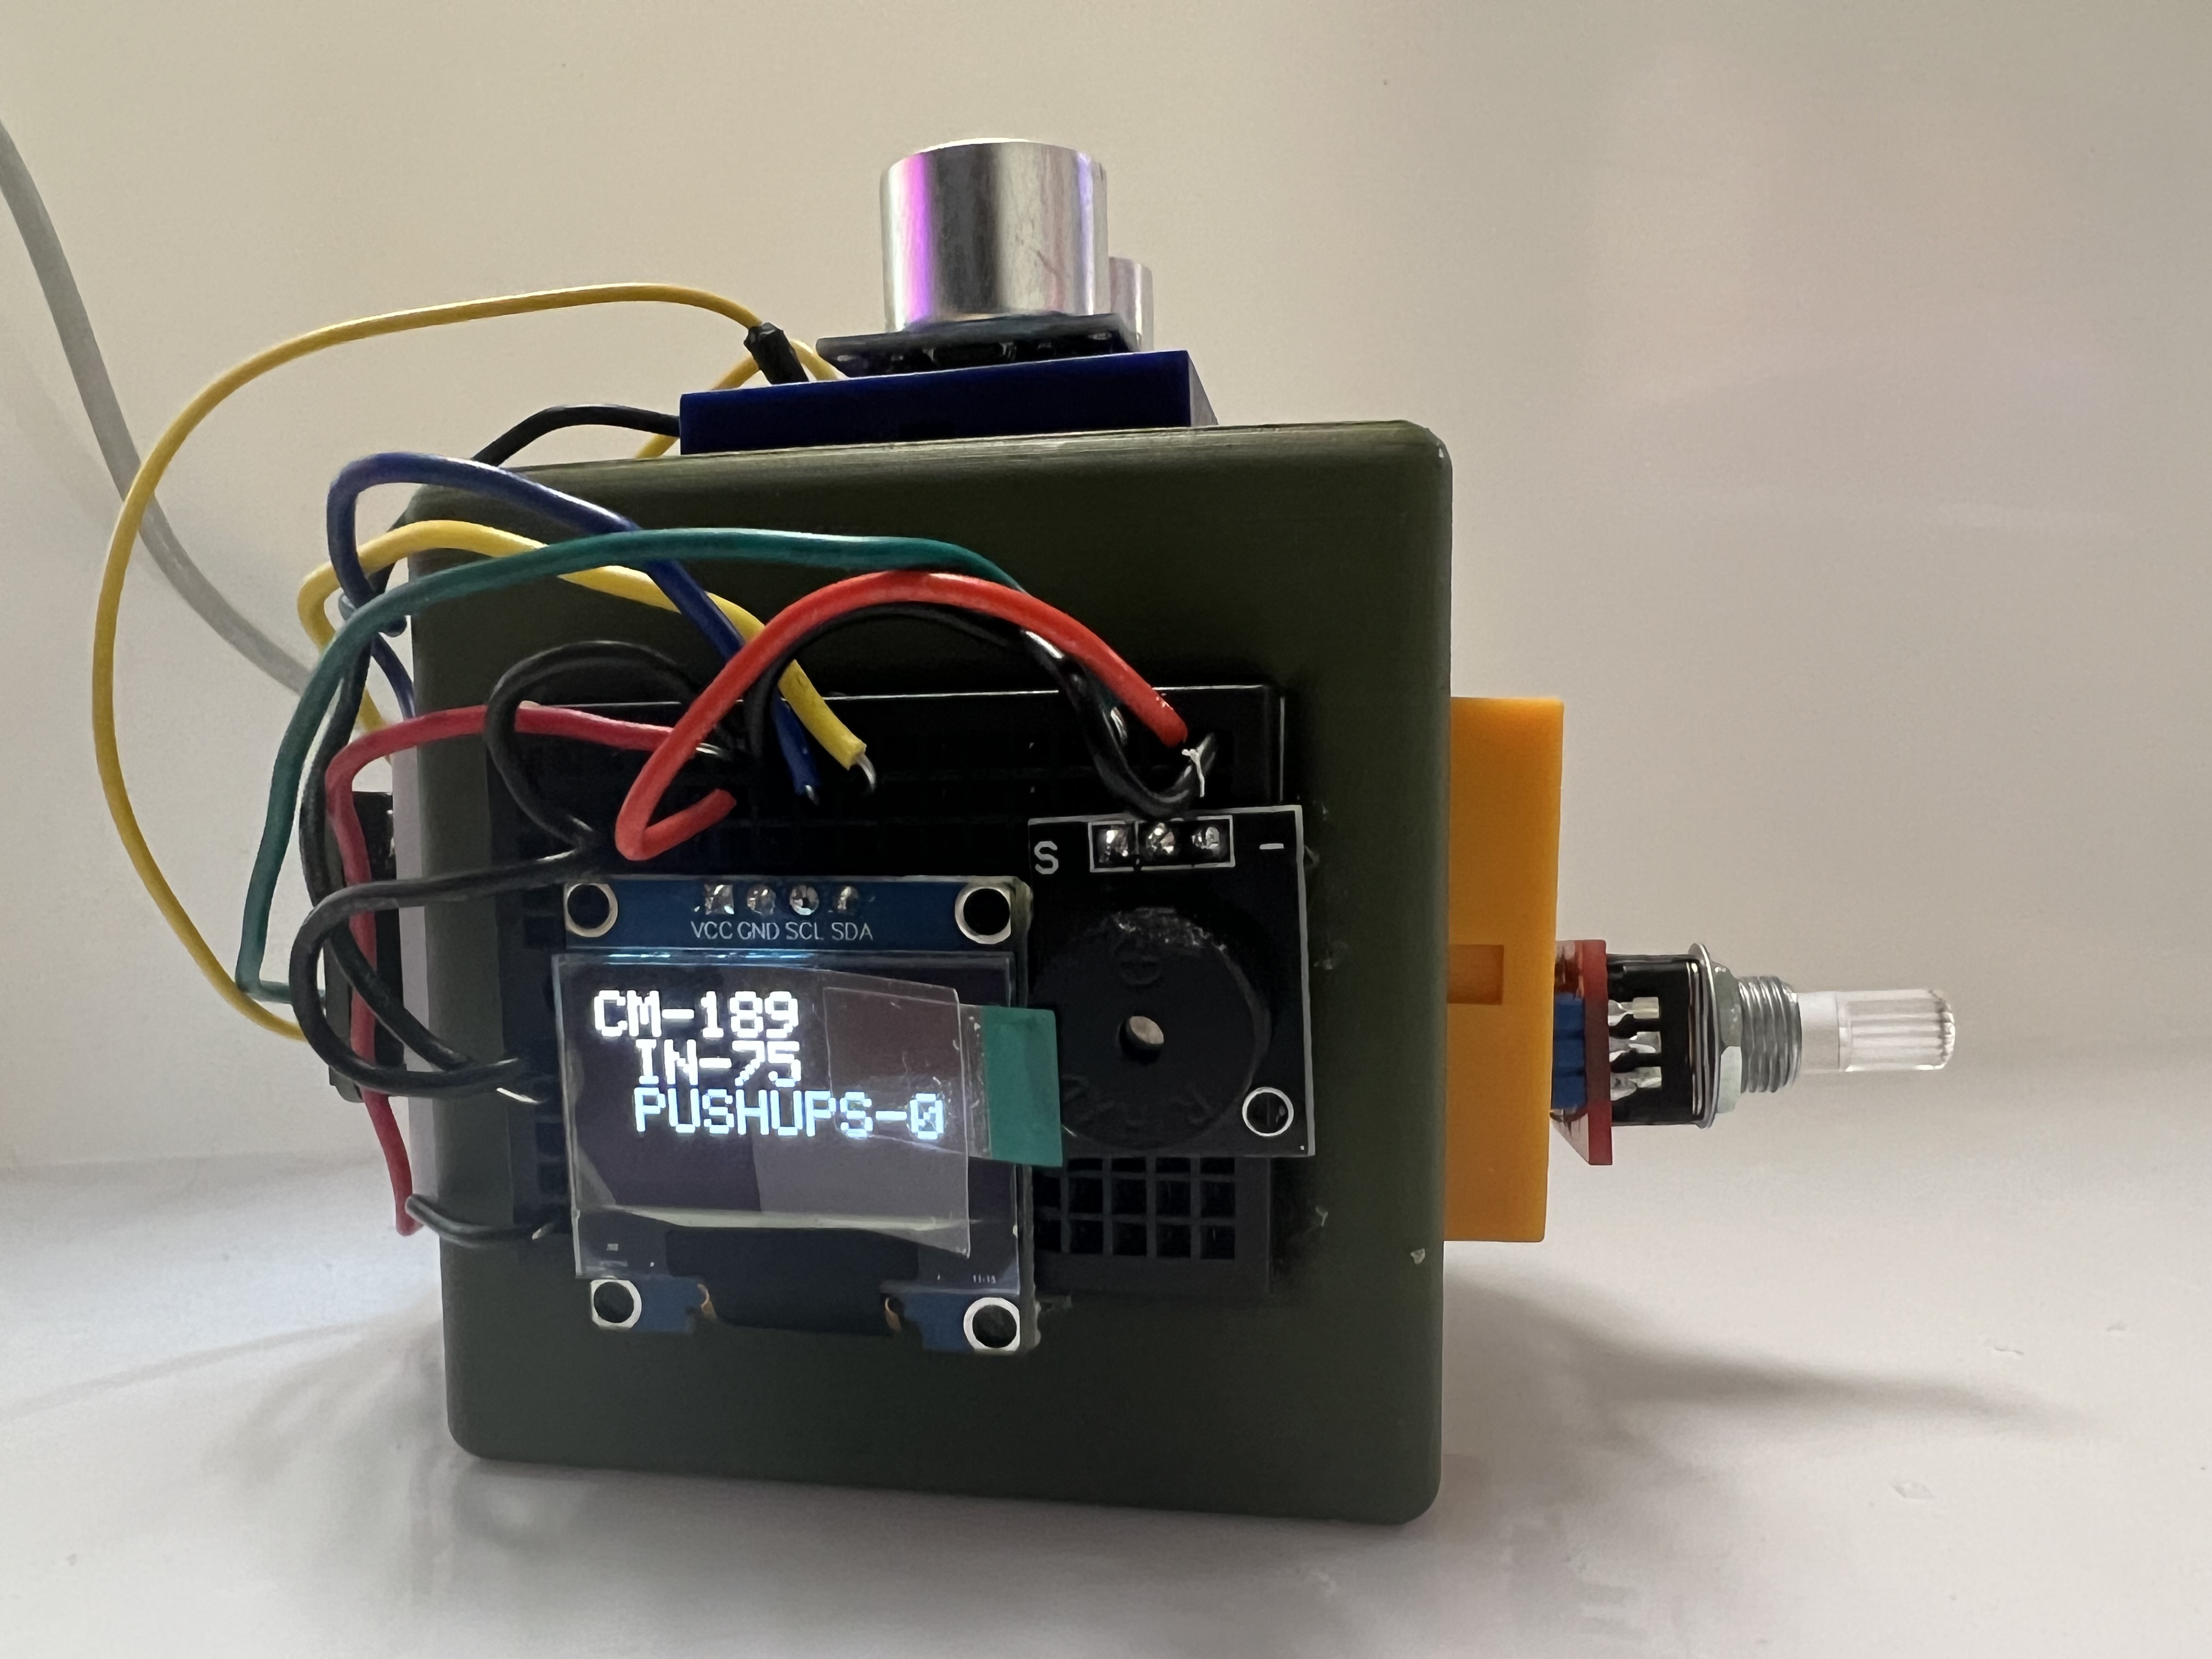 S -
VCC GND SCL SDA
CM-189
IN-75
PUSHUPS-0